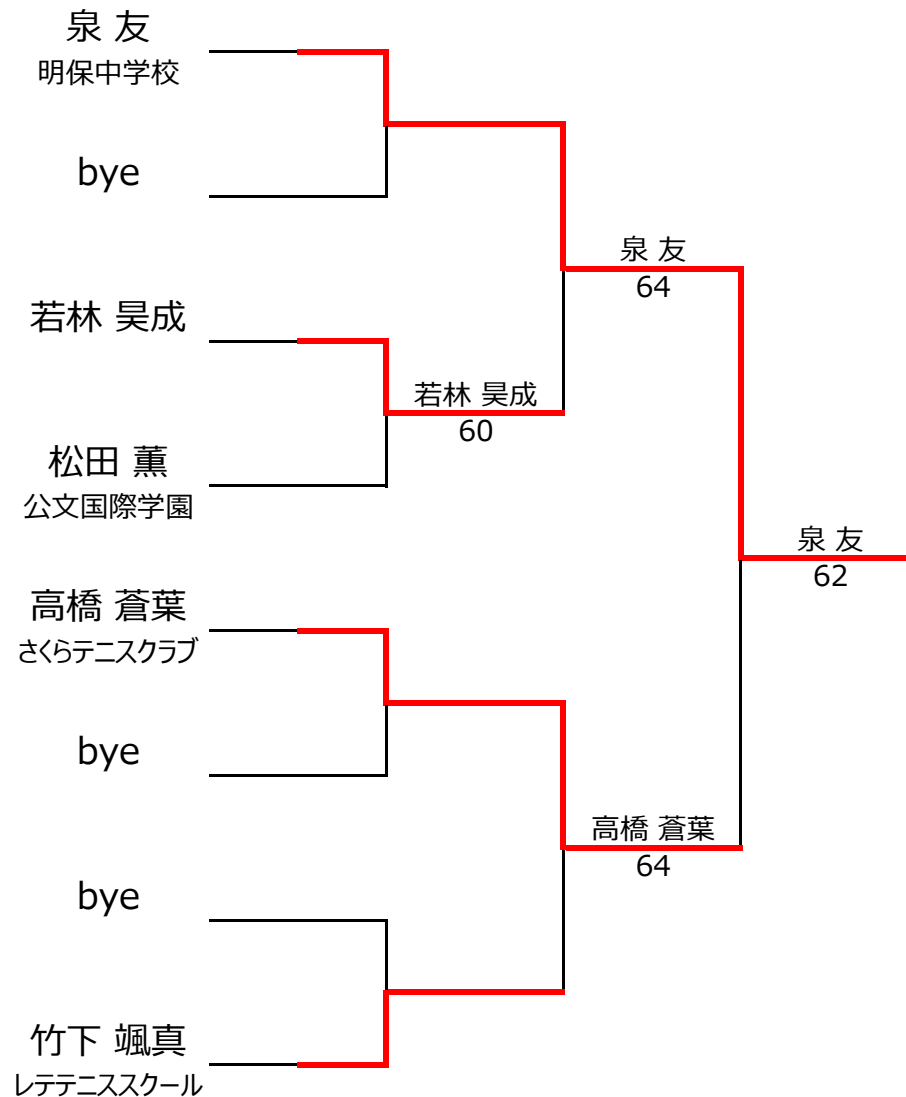 泉 友
明保中学校
bye
若林 昊成
松田 薫
公文国際学園
高橋 蒼葉
さくらテニスクラブ
bye
bye
竹下 颯真
レテテニススクール
若林 昊成
60
泉 友
64
高橋 蒼葉
64
泉 友
62